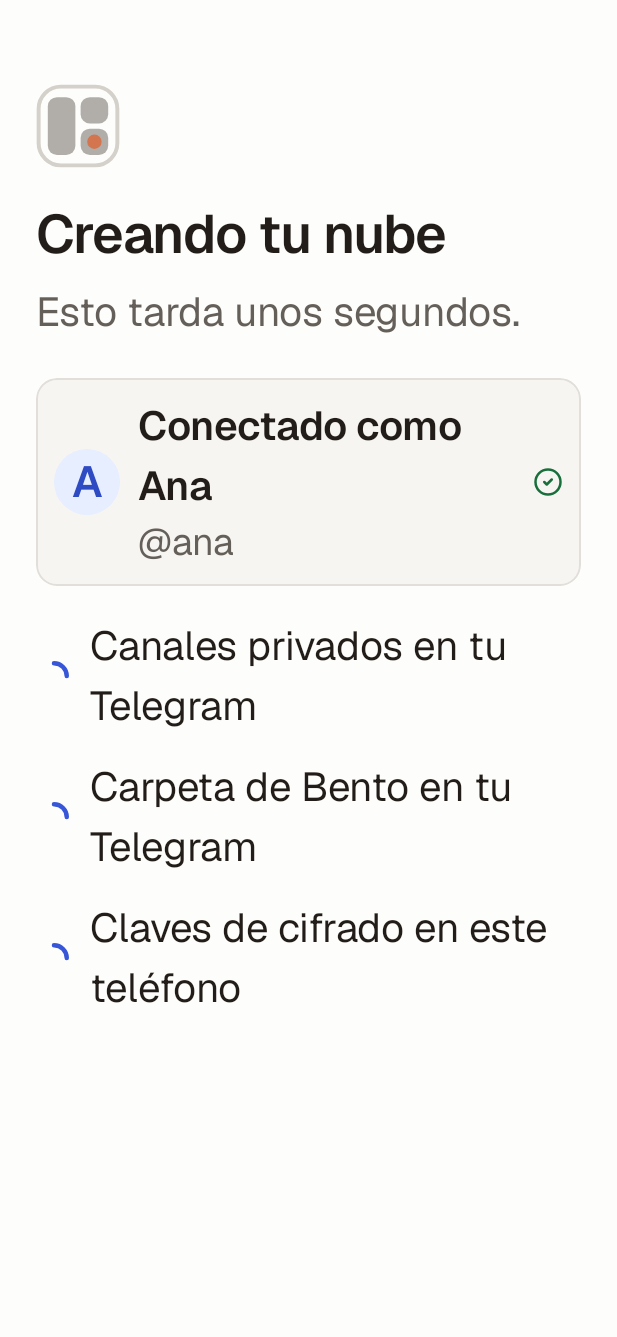 Creando tu nube
Esto tarda unos segundos.
Conectado como
Ana
A
@ana
Canales privados en tu
Telegram
Carpeta de Bento en tu
Telegram
Claves de cifrado en este
teléfono